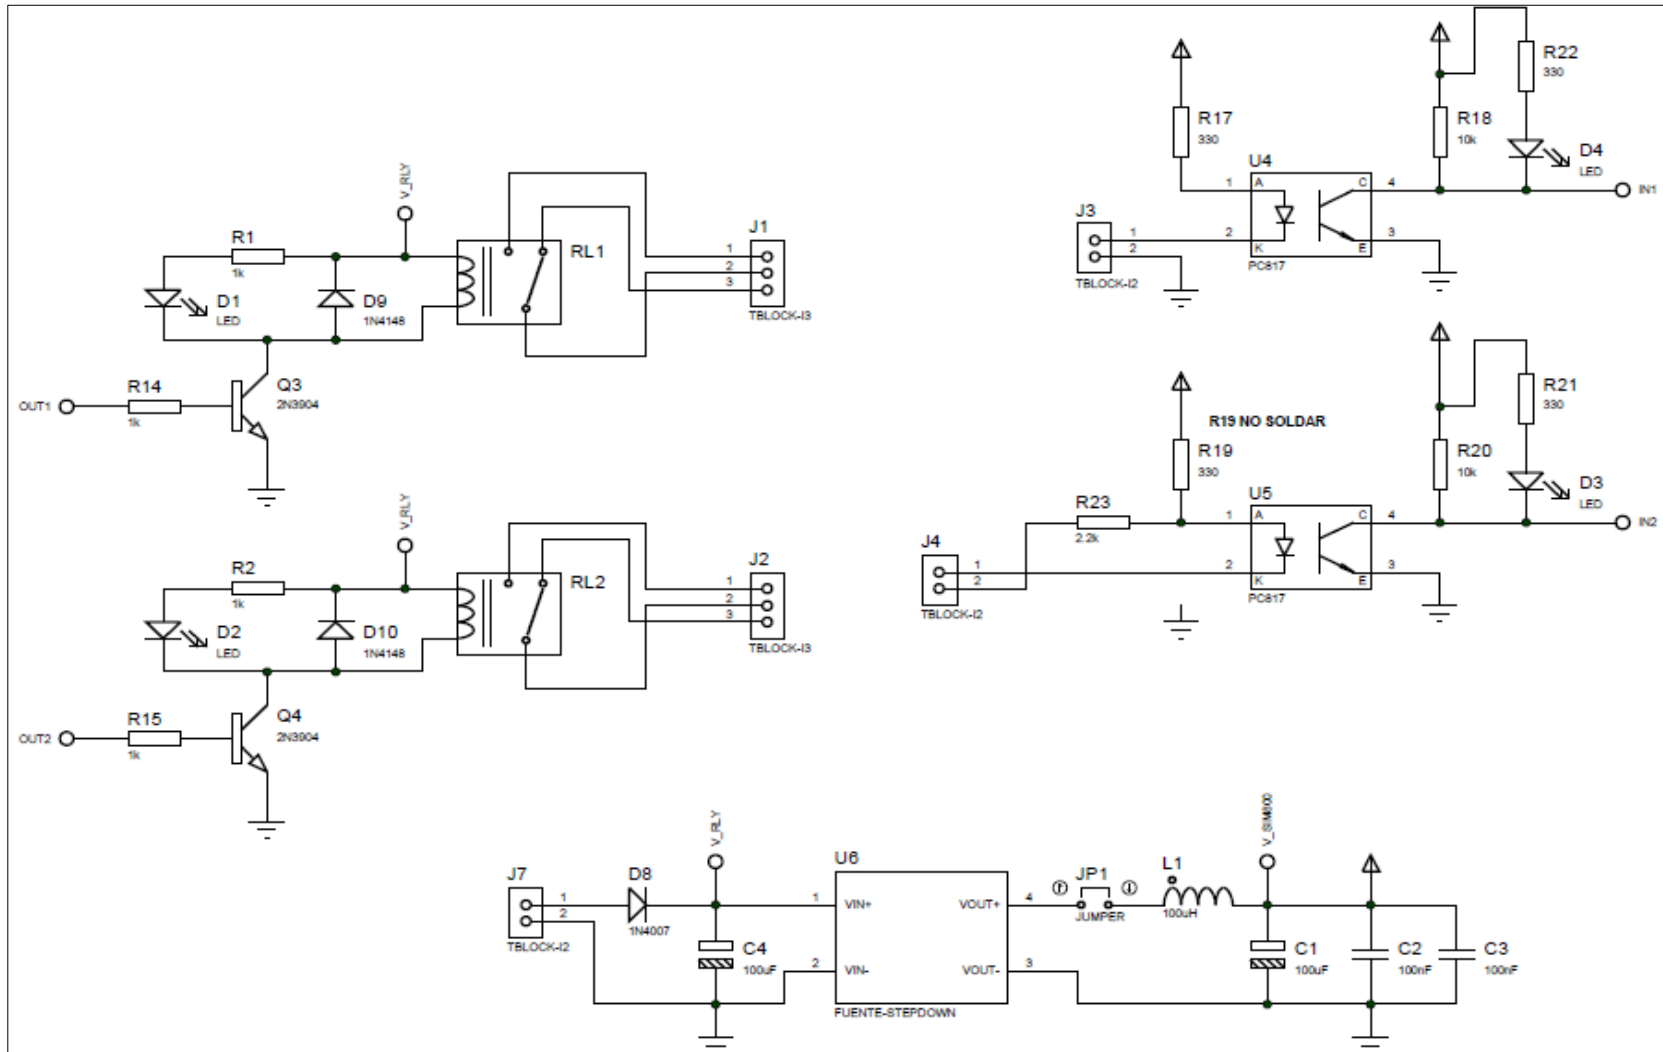 V_RLY
R1
1k
D1
LED
D9
1N4148
RL1
J1
1
2
3
TBLOCK-I3
OUT1
R14
1k
Q3
2N3904
V_RLY
R2
1k
D2
LED
D10
1N4148
RL2
J2
1
2
3
TBLOCK-I3
OUT2
R15
1k
Q4
2N3904
R17
330
U4
1
A
C
4
2
K
E
3
PC817
J3
1
2
TBLOCK-I2
R18
10k
R22
330
D4
LED
IN1
R19 NO SOLDAR
R19
330
R23
2.2k
U5
1
A
C
4
2
K
E
3
PC817
J4
1
2
TBLOCK-I2
R20
10k
R21
330
D3
LED
IN2
J7
1
2
TBLOCK-I2
D8
1N4007
V_RLY
C4
100uF
U6
1
VIN+
VOUT+
4
2
VIN-
VOUT-
3
FUENTE-STEPDOWN
JP1
JUMPER
L1
100uH
V_SIM800
C1
100uF
C2
100nF
C3
100nF